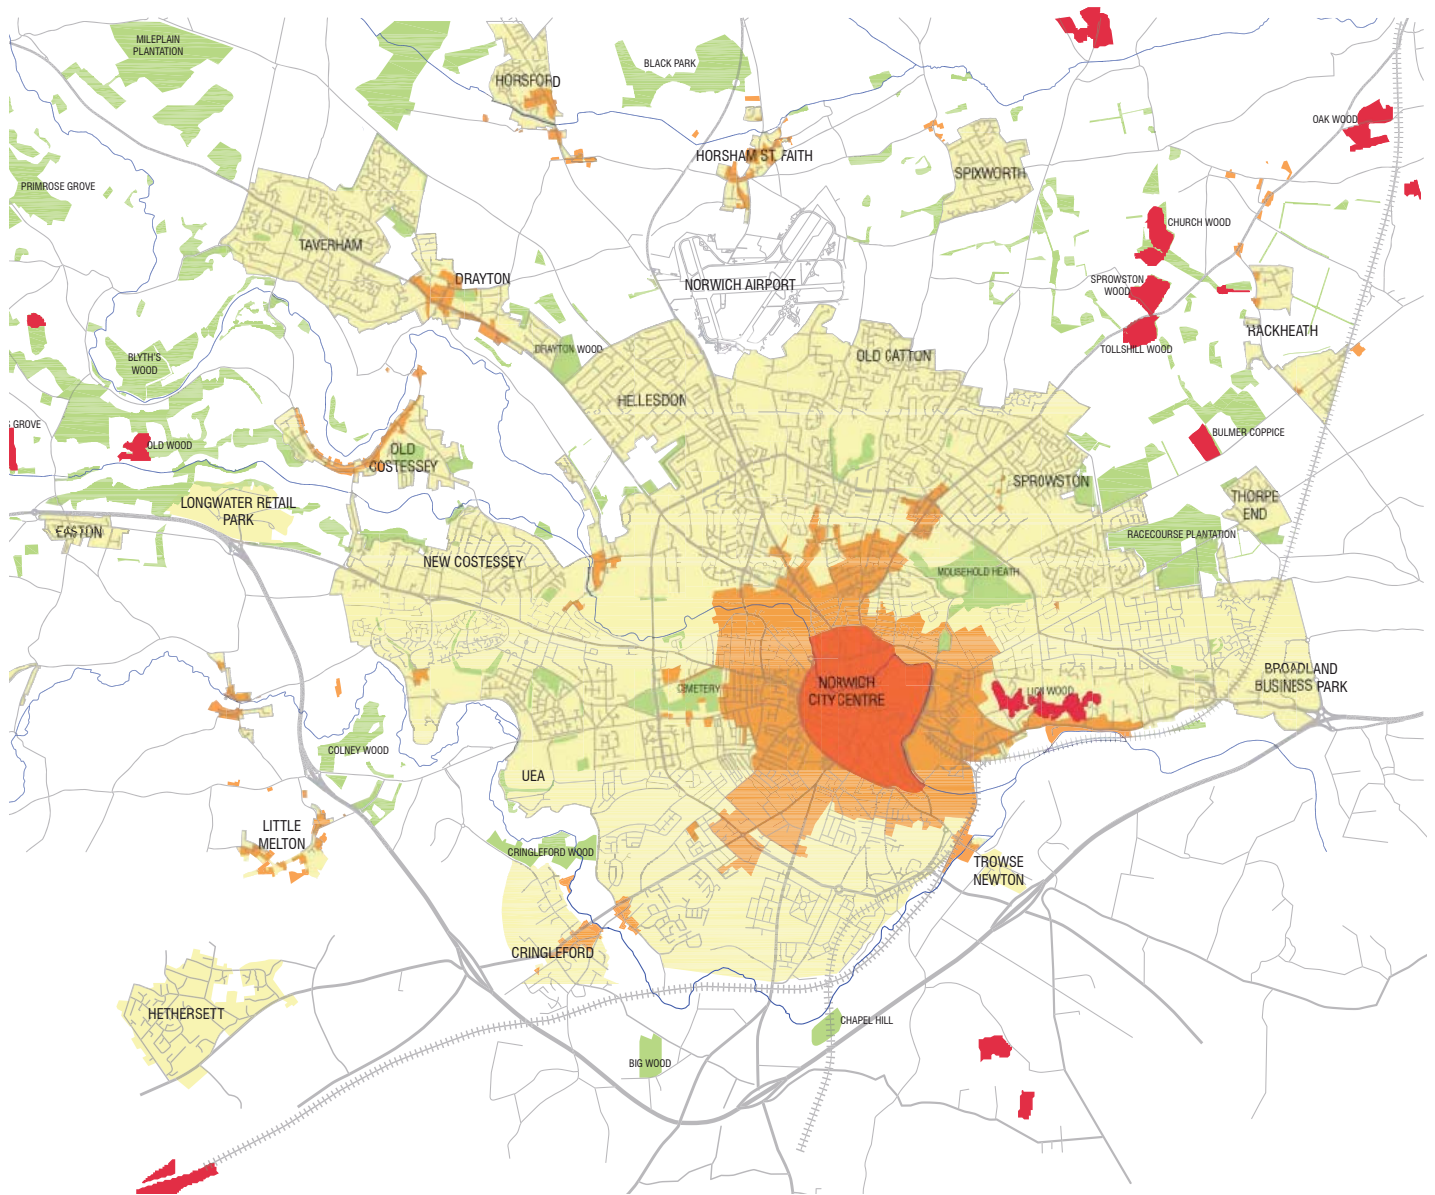 MILEPLAIN
PLANTATION
BLACK PARK
HORSFORD
OAK WOOD
HORSHAM ST. FAITH
SPIXWORTH
PRIMROSE GROVE
CHURCH WOOD
TAVERHAM
DRAYTON
NORWICH AIRPORT
SPROWSTON
WOOD
RACKHEATH
DRAYTON WOOD
OLD CATTON
TOLLSHILL WOOD
BLYTH'S
WOOD
HELLESDON
GROVE
BULMER COPPICE
OLD WOOD
OLD
COSTESSEY
SPROWSTON
LONGWATER RETAIL
PARK
THORPE
END
EASTON
RACECOURSE PLANTATION
NEW COSTESSEY
MOUSEHOLD HEATH
BROADLAND
BUSINESS PARK
CEMETERY
NORWICH
CITY CENTRE
LION WOOD
COLNEY WOOD
UEA
LITTLE
MELTON
CRINGLEFORD WOOD
TROWSE
NEWTON
CRINGLEFORD
HETHERSETT
CHAPEL HILL
BIG WOOD